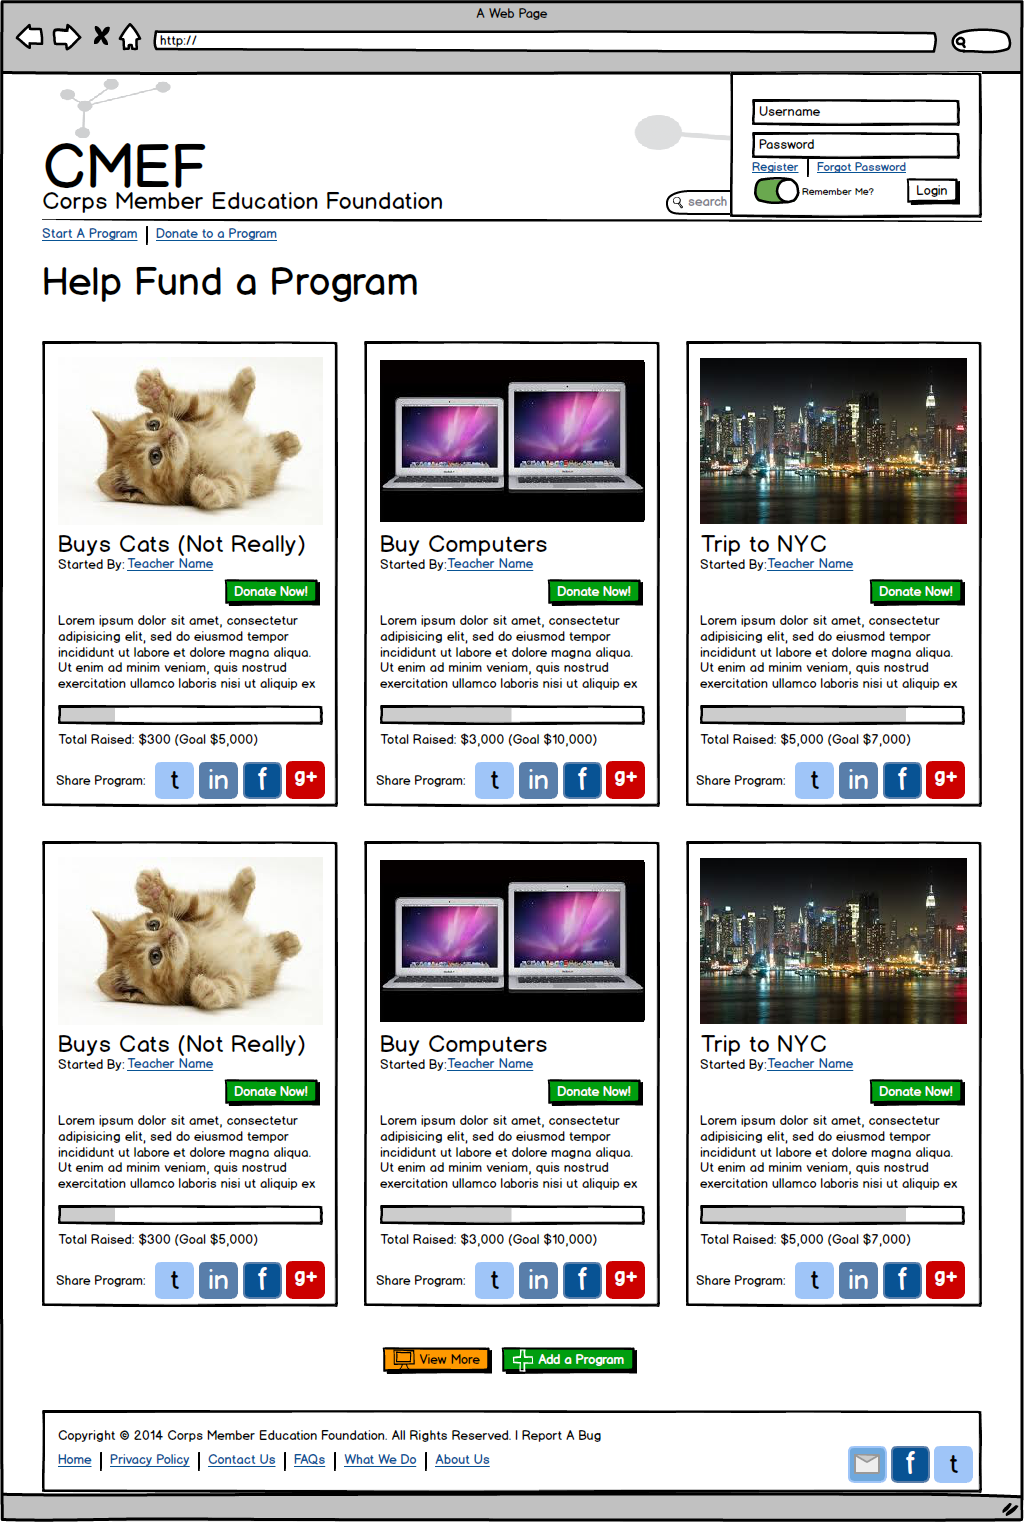 A Web Page
http://
Username
Password
Register
Forgot Password
Remember Me?
Login
CMEF
Corps Member Education Foundation
search
Start A Program
Donate to a Program
Help Fund a Program
Buys Cats (Not Really)
Started By: Teacher Name
Donate Now!
Lorem ipsum dolor sit amet, consectetur
adipisicing elit, sed do eiusmod tempor
incididunt ut labore et dolore magna aliqua.
Ut enim ad minim veniam, quis nostrud
exercitation ullamco laboris nisi ut aliquip ex
Total Raised: $300 (Goal $5,000)
Share Program: t in f g+
Buy Computers
Started By:Teacher Name
Donate Now!
Lorem ipsum dolor sit amet, consectetur
adipisicing elit, sed do eiusmod tempor
incididunt ut labore et dolore magna aliqua.
Ut enim ad minim veniam, quis nostrud
exercitation ullamco laboris nisi ut aliquip ex
Total Raised: $3,000 (Goal $10,000)
Share Program: t in f g+
Trip to NYC
Started By:Teacher Name
Donate Now!
Lorem ipsum dolor sit amet, consectetur
adipisicing elit, sed do eiusmod tempor
incididunt ut labore et dolore magna aliqua.
Ut enim ad minim veniam, quis nostrud
exercitation ullamco laboris nisi ut aliquip ex
Total Raised: $5,000 (Goal $7,000)
Share Program: t in f g+
Buys Cats (Not Really)
Started By: Teacher Name
Donate Now!
Lorem ipsum dolor sit amet, consectetur
adipisicing elit, sed do eiusmod tempor
incididunt ut labore et dolore magna aliqua.
Ut enim ad minim veniam, quis nostrud
exercitation ullamco laboris nisi ut aliquip ex
Total Raised: $300 (Goal $5,000)
Share Program: t in f g+
Buy Computers
Started By:Teacher Name
Donate Now!
Lorem ipsum dolor sit amet, consectetur
adipisicing elit, sed do eiusmod tempor
incididunt ut labore et dolore magna aliqua.
Ut enim ad minim veniam, quis nostrud
exercitation ullamco laboris nisi ut aliquip ex
Total Raised: $3,000 (Goal $10,000)
Share Program: t in f g+
Trip to NYC
Started By:Teacher Name
Donate Now!
Lorem ipsum dolor sit amet, consectetur
adipisicing elit, sed do eiusmod tempor
incididunt ut labore et dolore magna aliqua.
Ut enim ad minim veniam, quis nostrud
exercitation ullamco laboris nisi ut aliquip ex
Total Raised: $5,000 (Goal $7,000)
Share Program: t in f g+
View More
Add a Program
Copyright © 2014 Corps Member Education Foundation. All Rights Reserved. | Report A Bug
Home
Privacy Policy
Contact Us
FAQs
What We Do
About Us
f t